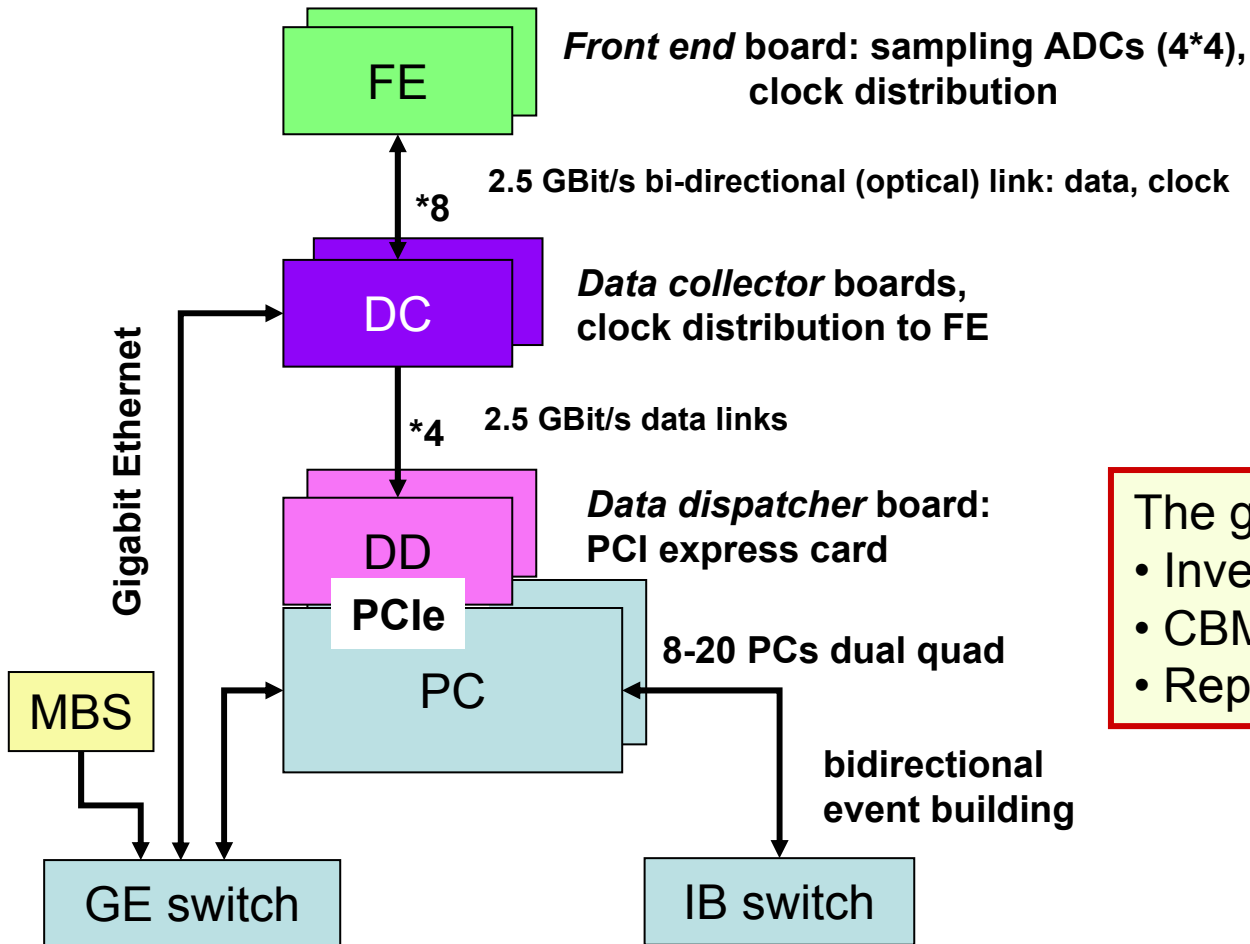 FE
Front end board: sampling ADCs (4*4),
clock distribution
2.5 GBit/s bi-directional (optical) link: data, clock
*8
DC
Data collector boards,
clock distribution to FE
Gigabit Ethernet
*4
2.5 GBit/s data links
DD
Data dispatcher board:
PCI express card
PCIe
PC
8-20 PCs dual quad
The g
• Inve
• CBM
• Rep
MBS
bidirectional
event building
GE switch
IB switch